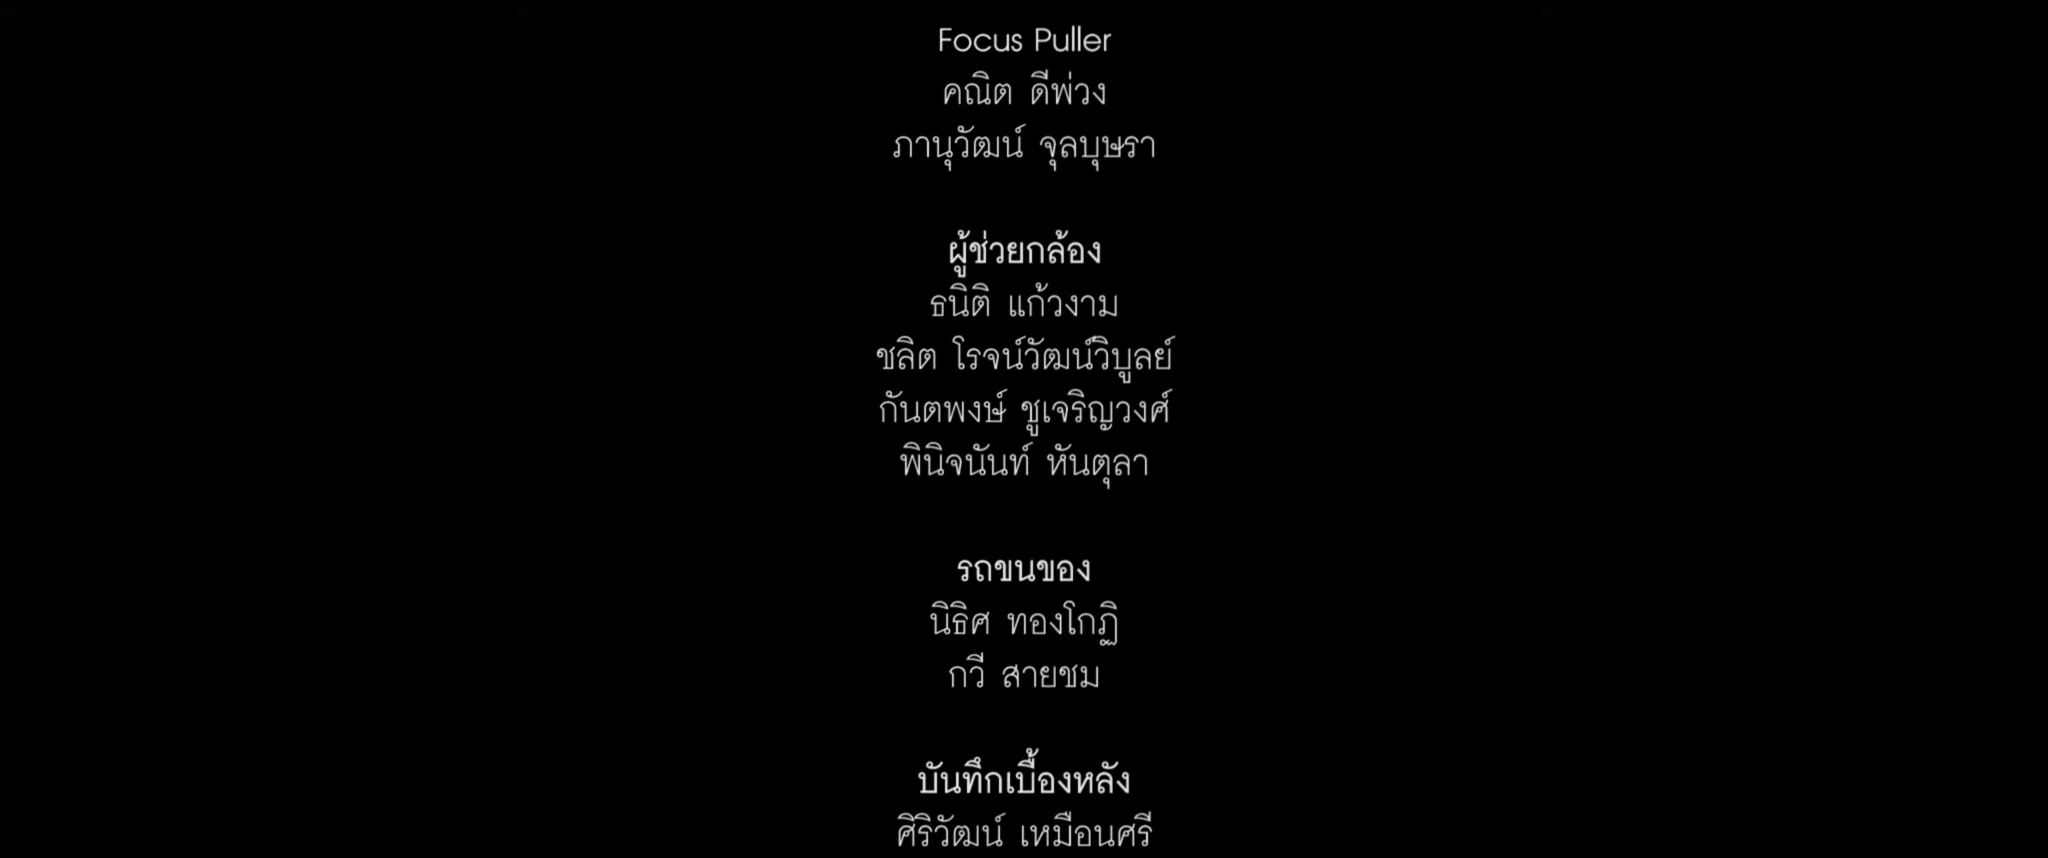 Focus Puller
คณิต ดีพ่วง
ภานุวัฒน์ จุลบุษรา
ผู้ช่วยกล้อง
ธนิติ แก้วงาม
ชลิต โรจน์วัฒน์วิบูลย์
กันตพงษ์ ชูเจริญวงศ์
พินิจนันท์ หันตุลา
รถขนของ
นิธิศ ทองโกฏิ
กวี สายชม
บันทึกเบื้องหลัง
ศิริวัฒน์ เหมือนศรี